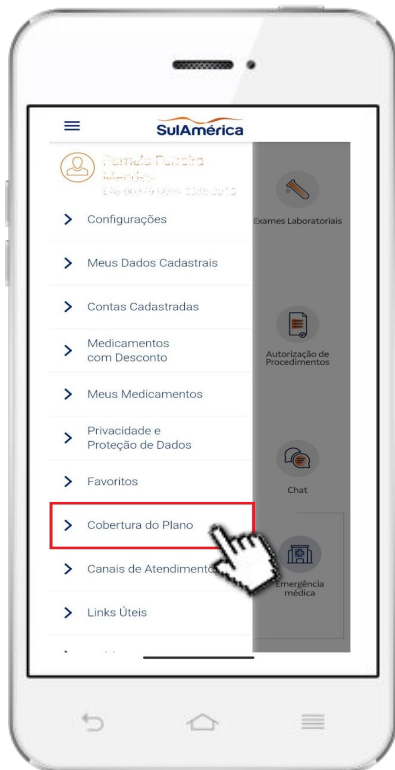 SulAmérica
Configurações
Exames Laboratoriais
Meus Dados Cadastrais
Contas Cadastradas
Medicamentos
com Desconto
Autorização de
Procedimentos
Meus Medicamentos
Privacidade e
Proteção de Dados
Favoritos
Chat
Cobertura do Plano
Canais de Atendimento
Emergência
médica
Links Úteis